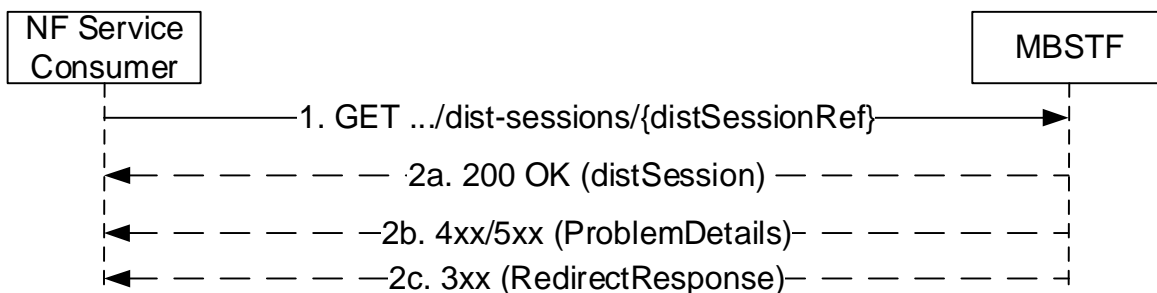 NF Service
Consumer
MBSTF
1. GET .../dist-sessions/{distSessionRef}
2a. 200 OK (distSession)
2b. 4xx/5xx (ProblemDetails)
2c. 3xx (RedirectResponse)